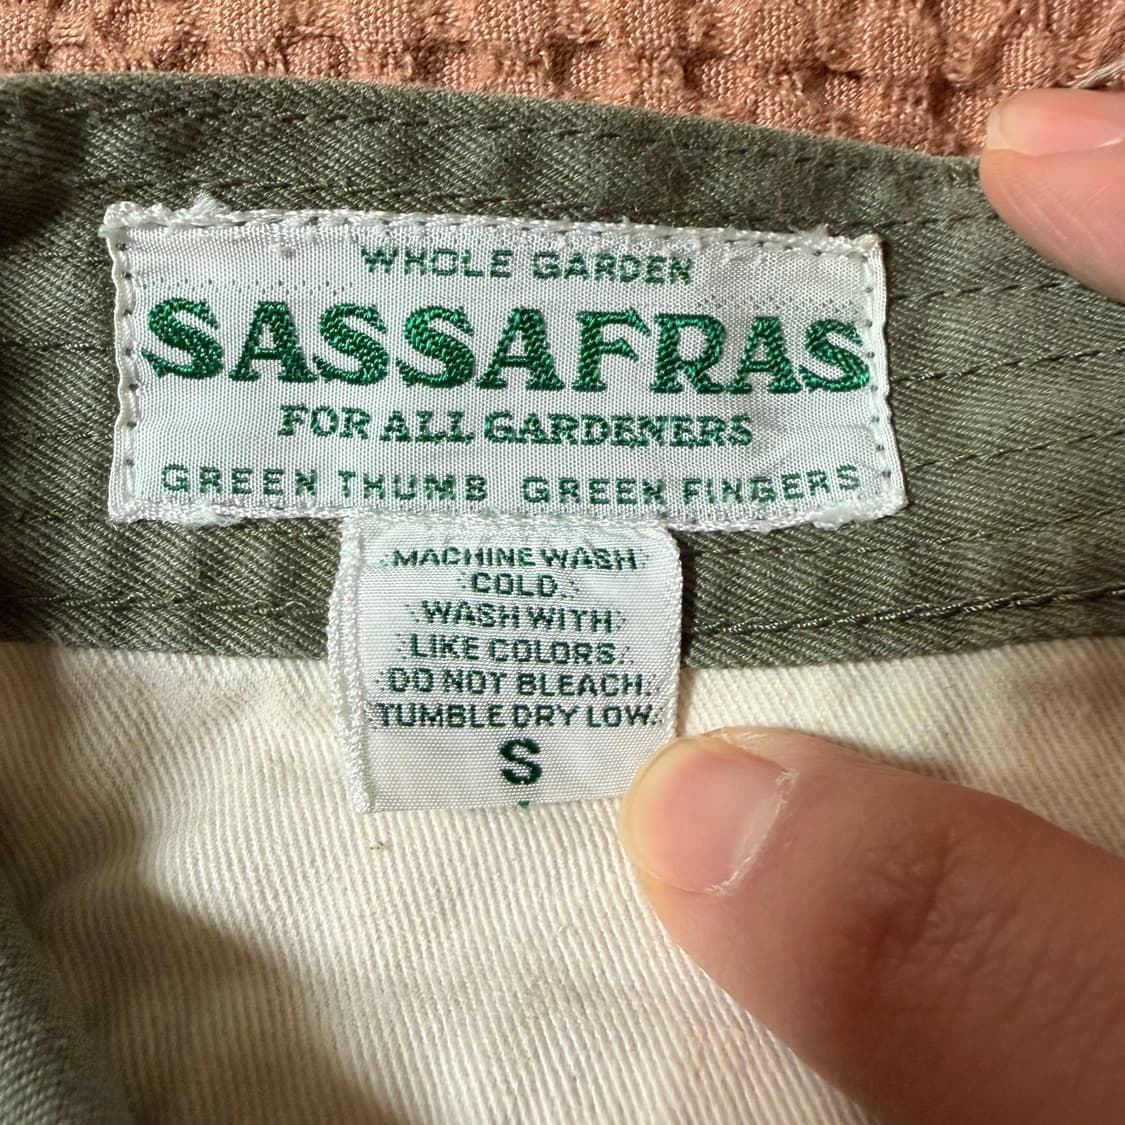 WHOLE GARDEN
SASSAFRAS
FOR ALL GARDENERS
GREEN THUMB GREEN FINGERS
MACHINE WASH
COLD.
WASH WITH
LIKE COLORS.
DO NOT BLEACH.
TUMBLE DRY LOW.
S